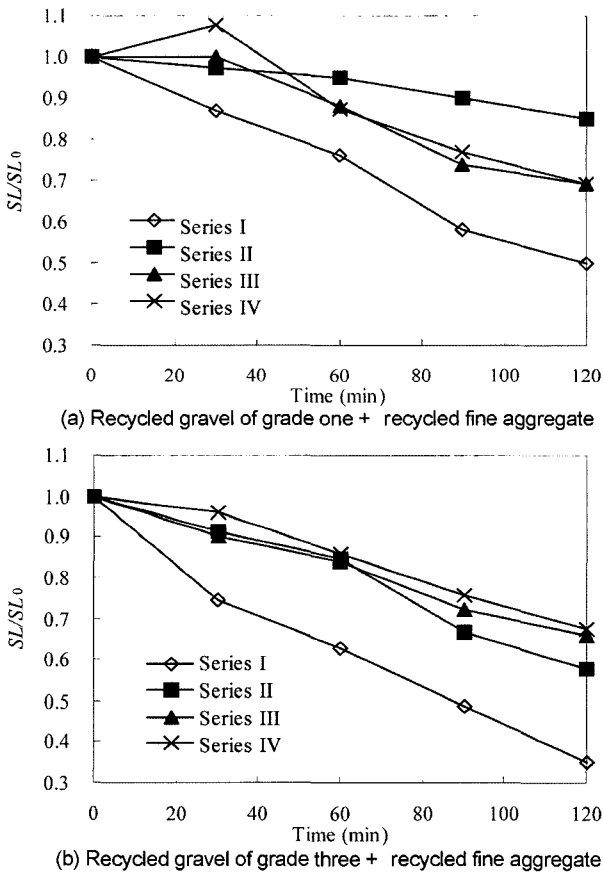 1.1
1.0
0.9
0.8
0.7
0.6
0.5
0.4
0.3
SL/SL0
Series I
Series II
Series III
Series IV
0 20 40 60 80 100 120
Time (min)
(a) Recycled gravel of grade one + recycled fine aggregate
1.1
1.0
0.9
0.8
0.7
0.6
0.5
0.4
0.3
SL/SL0
Series I
Series II
Series III
Series IV
0 20 40 60 80 100 120
Time (min)
(b) Recycled gravel of grade three + recycled fine aggregate